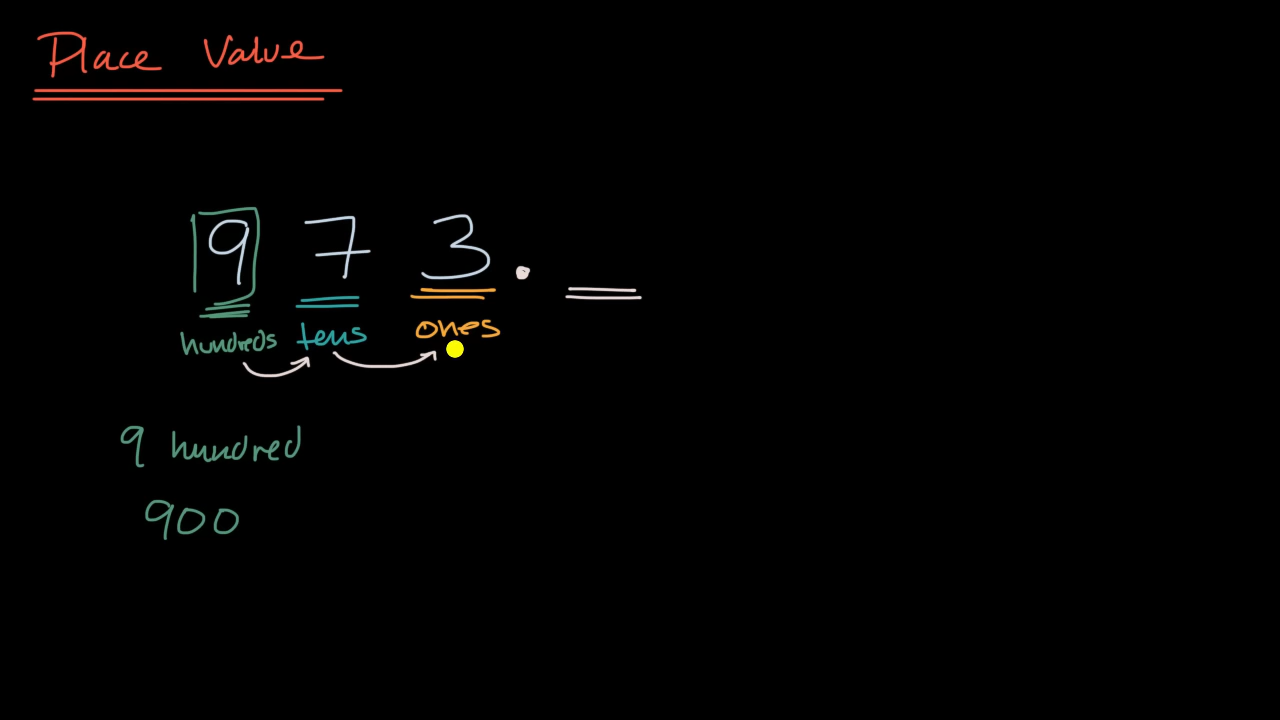 Place Value
9 7 3 .
hundreds tens ones
9 hundred
900